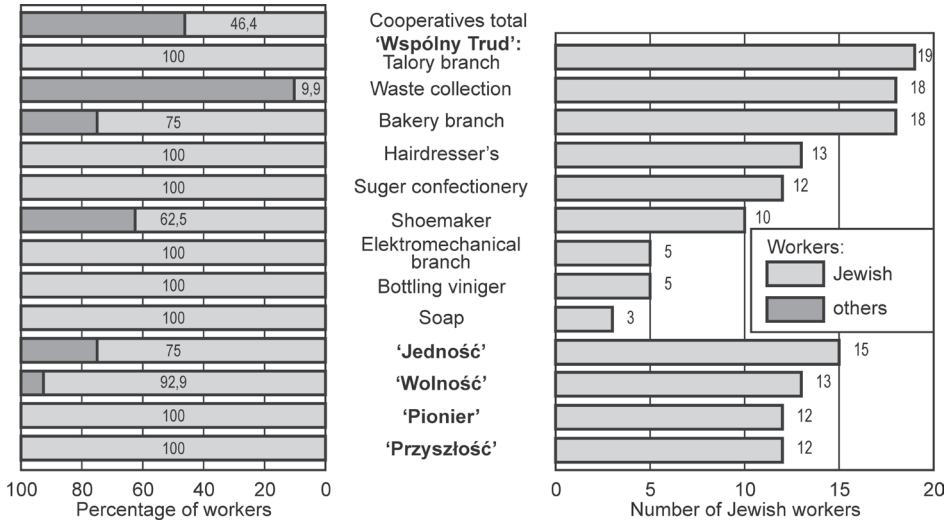 Cooperatives total
46,4
‘Wspólny Trud’:
Talory branch
100
19
Waste collection
9,9
18
Bakery branch
75
18
Hairdresser’s
100
13
Suger confectionery
100
12
Shoemaker
62,5
10
Elektromechanical
branch
100
5
Bottling viniger
100
5
Soap
100
3
‘Jedność’
75
15
‘Wolność’
92,9
13
‘Pionier’
100
12
‘Przyszłość’
100
12
Workers:
Jewish
others
100 80 60 40 20 0
Percentage of workers
0 5 10 15 20
Number of Jewish workers